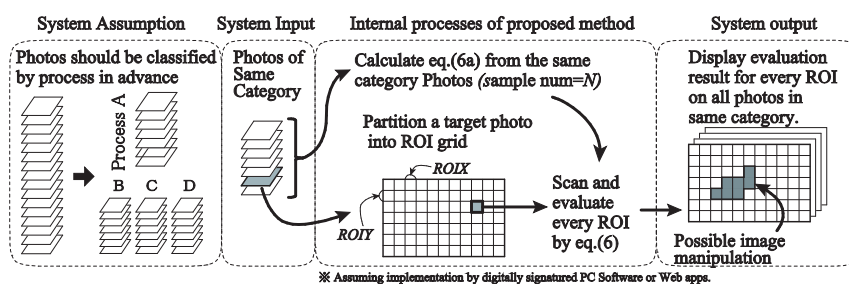 System Assumption
System Input
Internal processes of proposed method
System output
Photos should be classified
by process in advance
Process A
B C D
Photos of
Same
Category
Calculate eq.(6a) from the same
category Photos (sample num=N)
Partition a target photo
into ROI grid
ROIX
ROIY
Scan and
evaluate
every ROI
by eq.(6)
Display evaluation
result for every ROI
on all photos in
same category.
Possible image
manipulation
※ Assuming implementation by digitally signatured PC Software or Web apps.